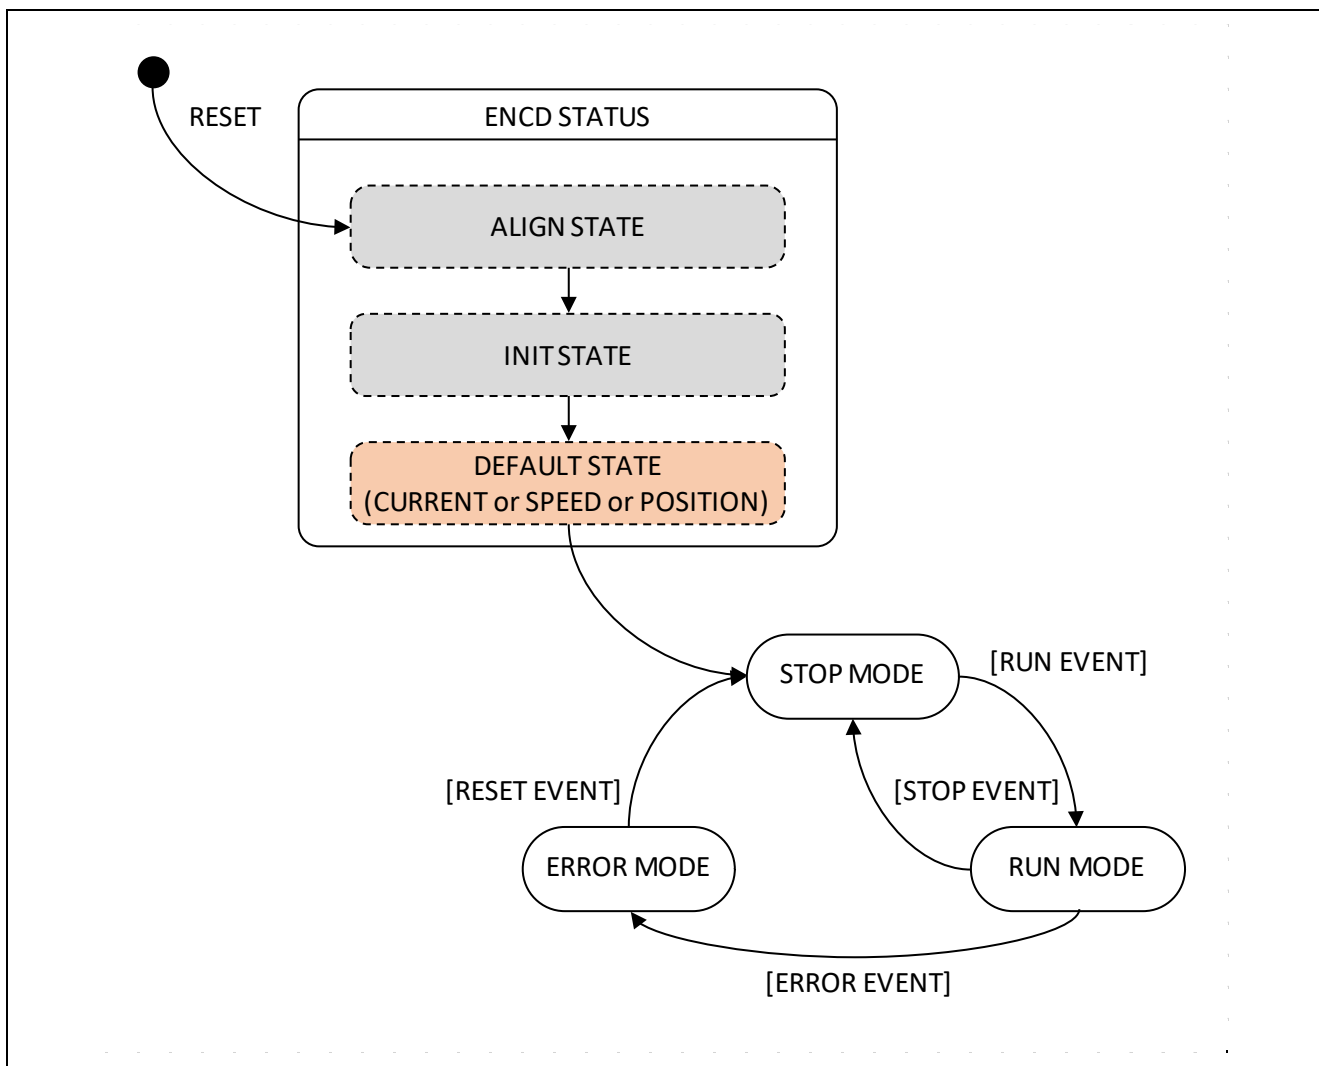 RESET
ENCD STATUS
ALIGN STATE
INIT STATE
DEFAULT STATE
(CURRENT or SPEED or POSITION)
STOP MODE
[RUN EVENT]
[RESET EVENT]
[STOP EVENT]
ERROR MODE
RUN MODE
[ERROR EVENT]